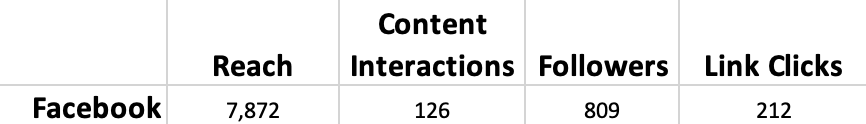 Content
Reach Interactions Followers Link Clicks
Facebook 7,872 126 809 212